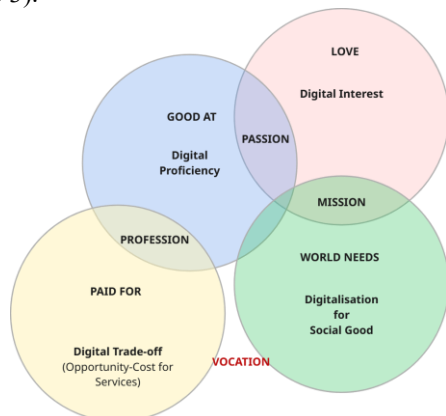 LOVE
Digital Interest
GOOD AT
PASSION
Digital
Proficiency
MISSION
PROFESSION
WORLD NEEDS
PAID FOR
Digitalisation
for
Social Good
Digital Trade-off
(Opportunity-Cost for
Services)
VOCATION